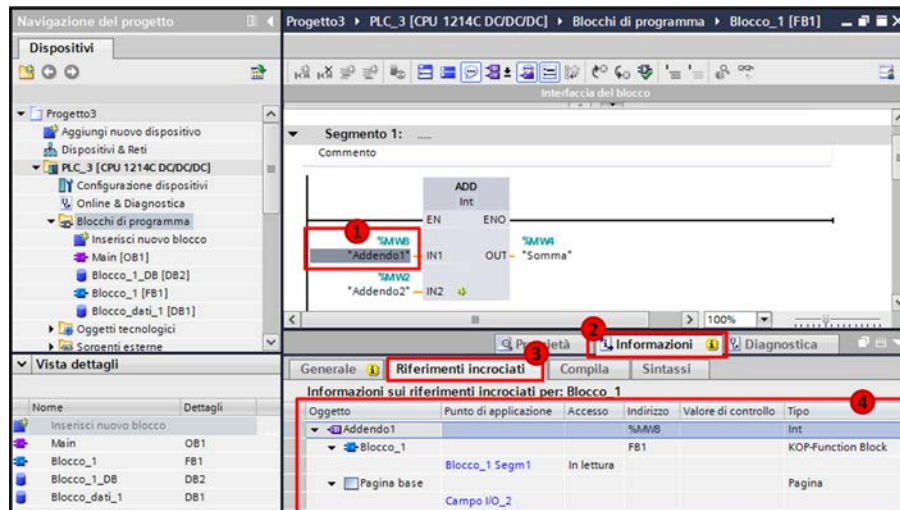 Navigazione del progetto
Progetto3 ▸ PLC_3 [CPU 1214C DC/DC/DC] ▸ Blocchi di programma ▸ Blocco_1 [FB1]
Dispositivi
Interfaccia del blocco
Progetto3
Aggiungi nuovo dispositivo
Dispositivi & Reti
PLC_3 [CPU 1214C DC/DC/DC]
Configurazione dispositivi
Online & Diagnostica
Blocchi di programma
Inserisci nuovo blocco
Main [OB1]
Blocco_1_DB [DB2]
Blocco_1 [FB1]
Blocco_dati_1 [DB1]
Oggetti tecnologici
Sorgenti esterne
Segmento 1: .....
Commento
ADD
Int
EN ENO
1
%MW8 %MW4
"Addendo1" IN1 OUT "Somma"
%MW2
"Addendo2" IN2
100%
2
Proprietà Informazioni Diagnostica
3
Generale Riferimenti incrociati Compila Sintassi
Informazioni sui riferimenti incrociati per: Blocco_1
4
Oggetto Punto di applicazione Accesso Indirizzo Valore di controllo Tipo
Addendo1 %MW8 Int
Blocco_1 FB1 KOP-Function Block
Blocco_1 Segm1 In lettura
Pagina base Pagina
Campo I/O_2
Vista dettagli
Nome Dettagli
Inserisci nuovo blocco
Main OB1
Blocco_1 FB1
Blocco_1_DB DB2
Blocco_dati_1 DB1